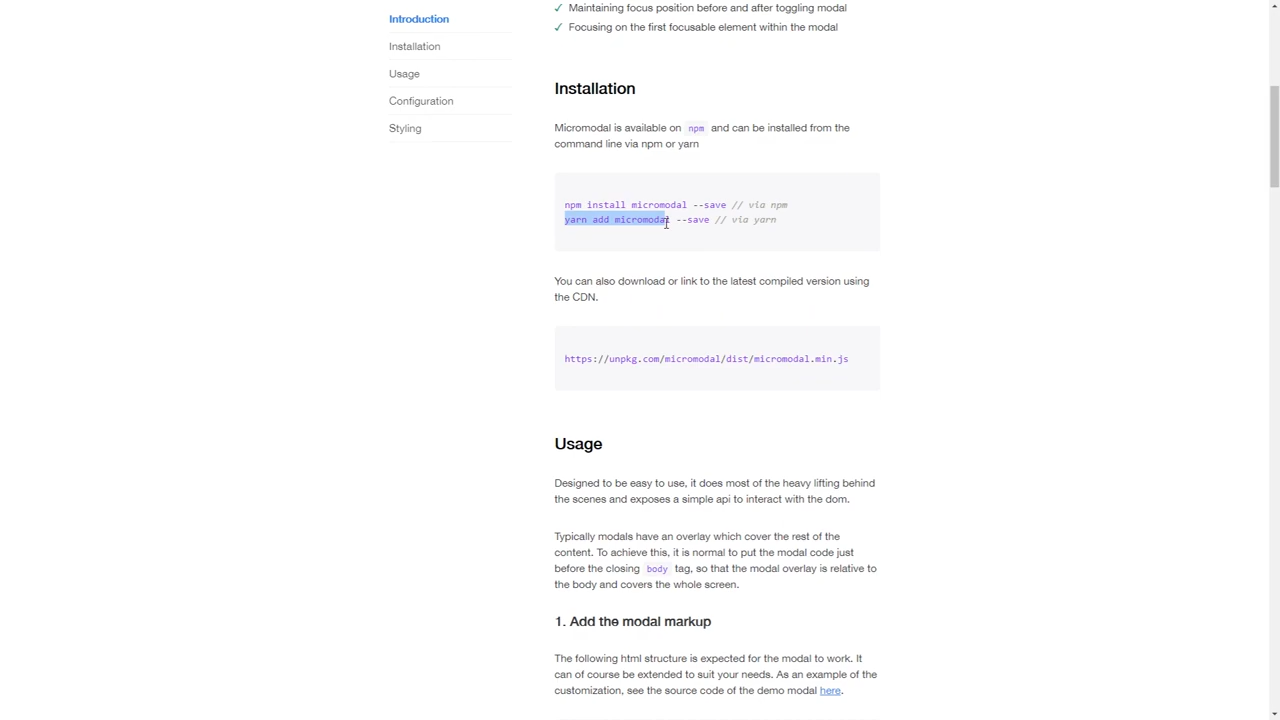 Introduction
Installation
Usage
Configuration
Styling
✓ Maintaining focus position before and after toggling modal
✓ Focusing on the first focusable element within the modal
Installation
Micromodal is available on npm and can be installed from the
command line via npm or yarn
npm install micromodal --save // via npm
yarn add micromodal --save // via yarn
You can also download or link to the latest compiled version using
the CDN.
https://unpkg.com/micromodal/dist/micromodal.min.js
Usage
Designed to be easy to use, it does most of the heavy lifting behind
the scenes and exposes a simple api to interact with the dom.
Typically modals have an overlay which cover the rest of the
content. To achieve this, it is normal to put the modal code just
before the closing body tag, so that the modal overlay is relative to
the body and covers the whole screen.
1. Add the modal markup
The following html structure is expected for the modal to work. It
can of course be extended to suit your needs. As an example of the
customization, see the source code of the demo modal here.